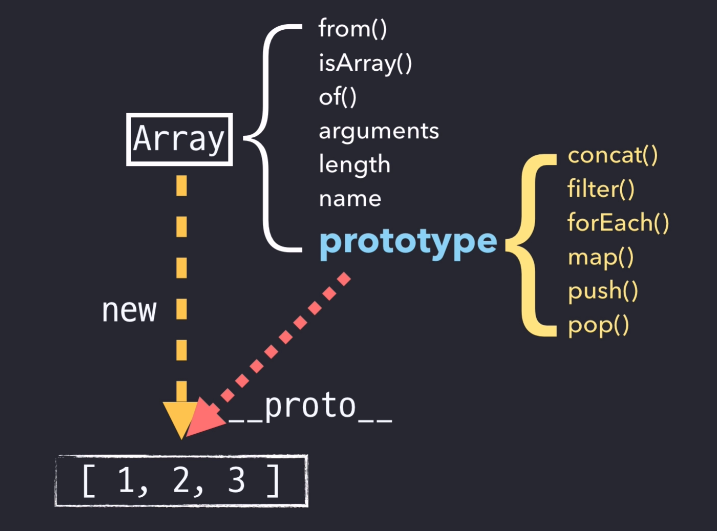 Array
from()
isArray()
of()
arguments
length
name
prototype
concat()
filter()
forEach()
map()
push()
pop()
new
__proto__
[ 1, 2, 3 ]